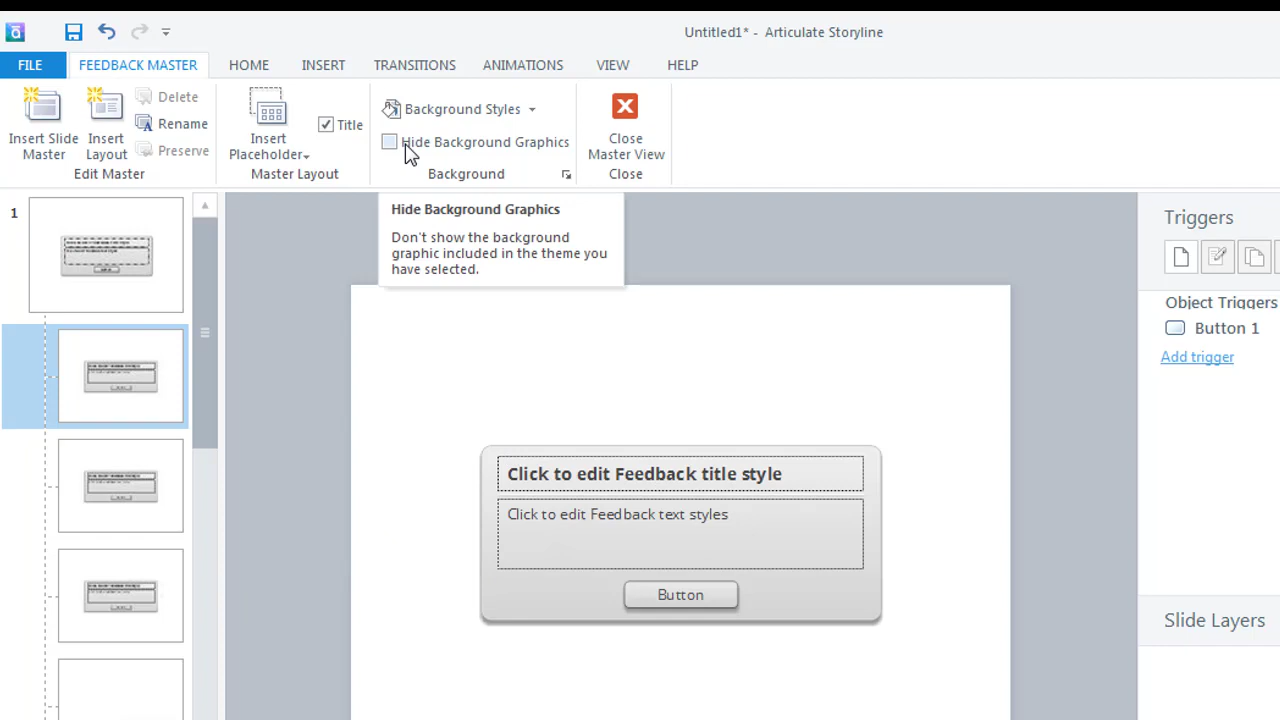 Untitled1* - Articulate Storyline
FILE
FEEDBACK MASTER
HOME
INSERT
TRANSITIONS
ANIMATIONS
VIEW
HELP
Insert Slide
Master
Insert
Layout
Delete
Rename
Preserve
Edit Master
Insert
Placeholder
Title
Master Layout
Background Styles
Hide Background Graphics
Background
Close
Master View
Close
Hide Background Graphics
Don't show the background
graphic included in the theme you
have selected.
1
Click to edit Feedback title style
Click to edit Feedback text styles
Button
Triggers
Object Triggers
Button 1
Add trigger
Slide Layers